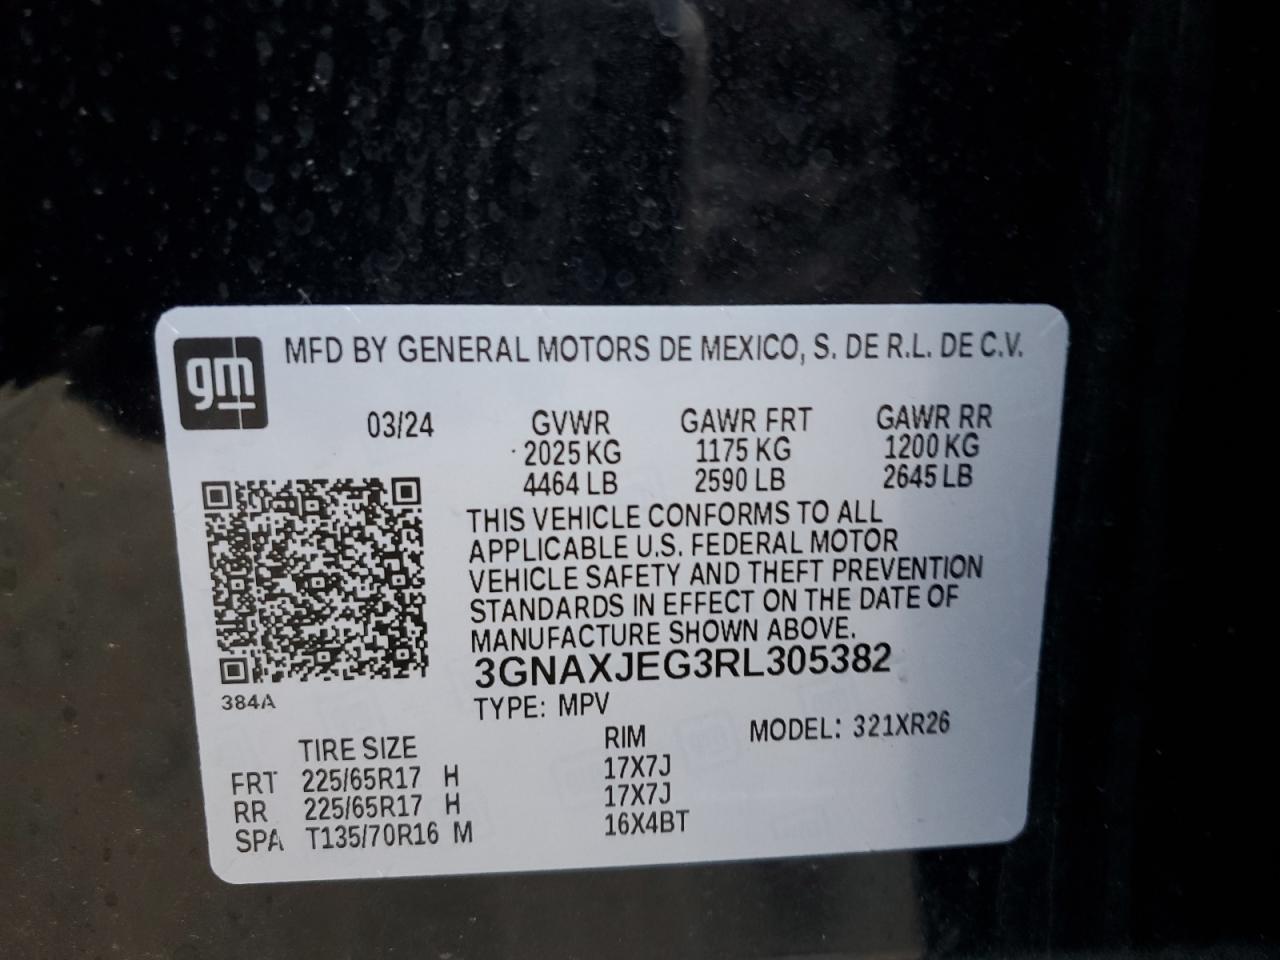 gm
MFD BY GENERAL MOTORS DE MEXICO, S. DE R.L. DE C.V.
03/24 GVWR GAWR FRT GAWR RR
2025 KG 1175 KG 1200 KG
4464 LB 2590 LB 2645 LB
THIS VEHICLE CONFORMS TO ALL
APPLICABLE U.S. FEDERAL MOTOR
VEHICLE SAFETY AND THEFT PREVENTION
STANDARDS IN EFFECT ON THE DATE OF
MANUFACTURE SHOWN ABOVE.
3GNAXJEG3RL305382
384A
TYPE: MPV
TIRE SIZE RIM MODEL: 321XR26
FRT 225/65R17 H 17X7J
RR 225/65R17 H 17X7J
SPA T135/70R16 M 16X4BT